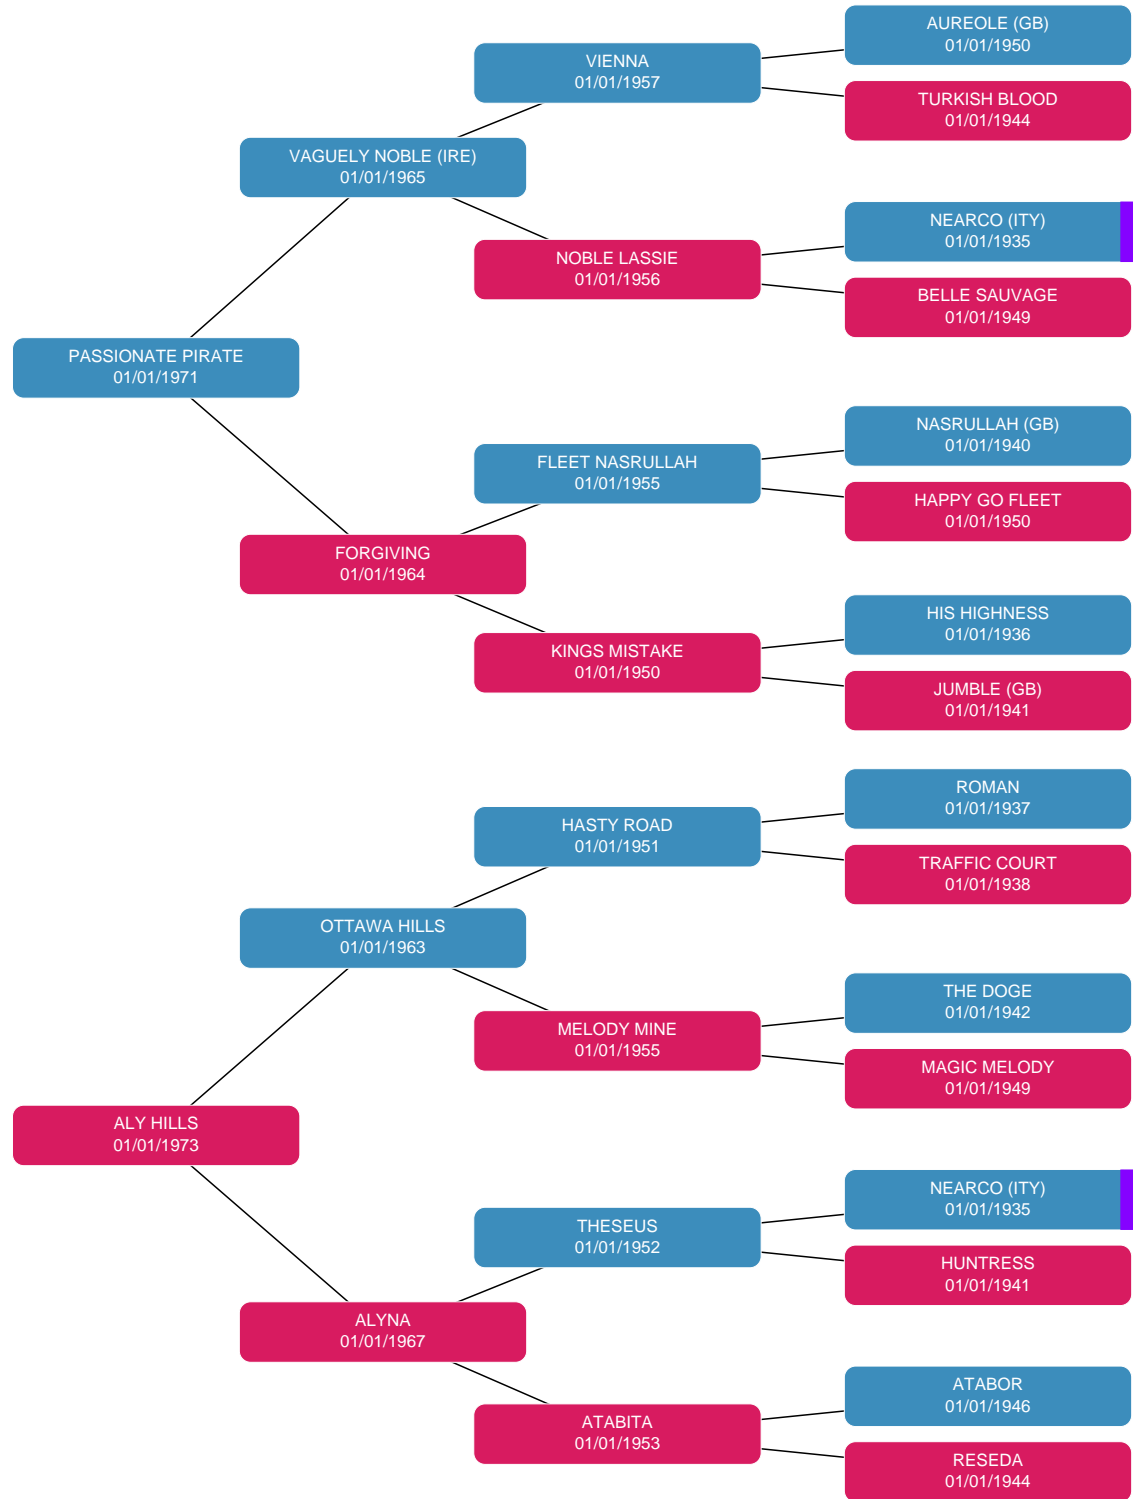 AUREOLE (GB)
01/01/1950
VIENNA
01/01/1957
TURKISH BLOOD
01/01/1944
VAGUELY NOBLE (IRE)
01/01/1965
NEARCO (ITY)
01/01/1935
NOBLE LASSIE
01/01/1956
BELLE SAUVAGE
01/01/1949
PASSIONATE PIRATE
01/01/1971
NASRULLAH (GB)
01/01/1940
FLEET NASRULLAH
01/01/1955
HAPPY GO FLEET
01/01/1950
FORGIVING
01/01/1964
HIS HIGHNESS
01/01/1936
KINGS MISTAKE
01/01/1950
JUMBLE (GB)
01/01/1941
ROMAN
01/01/1937
HASTY ROAD
01/01/1951
TRAFFIC COURT
01/01/1938
OTTAWA HILLS
01/01/1963
THE DOGE
01/01/1942
MELODY MINE
01/01/1955
MAGIC MELODY
01/01/1949
ALY HILLS
01/01/1973
NEARCO (ITY)
01/01/1935
THESEUS
01/01/1952
HUNTRESS
01/01/1941
ALYNA
01/01/1967
ATABOR
01/01/1946
ATABITA
01/01/1953
RESEDA
01/01/1944